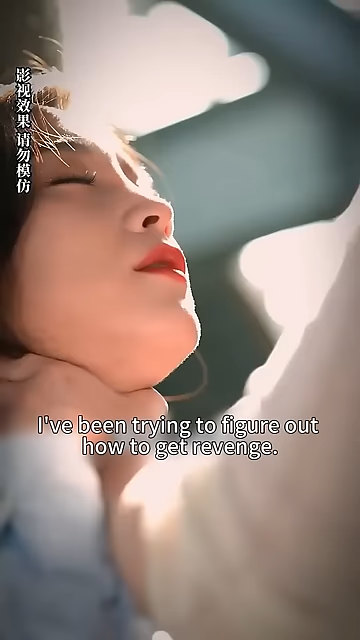 影视效果 请勿模仿
I've been trying to figure out
how to get revenge.